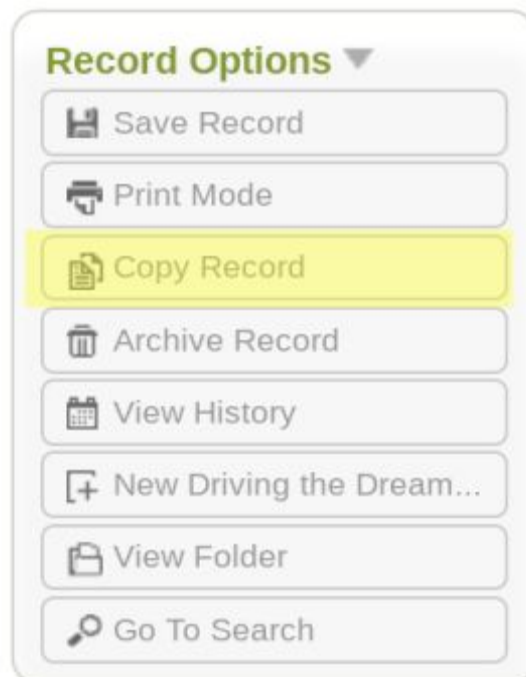 Record Options
Save Record
Print Mode
Copy Record
Archive Record
View History
New Driving the Dream...
View Folder
Go To Search